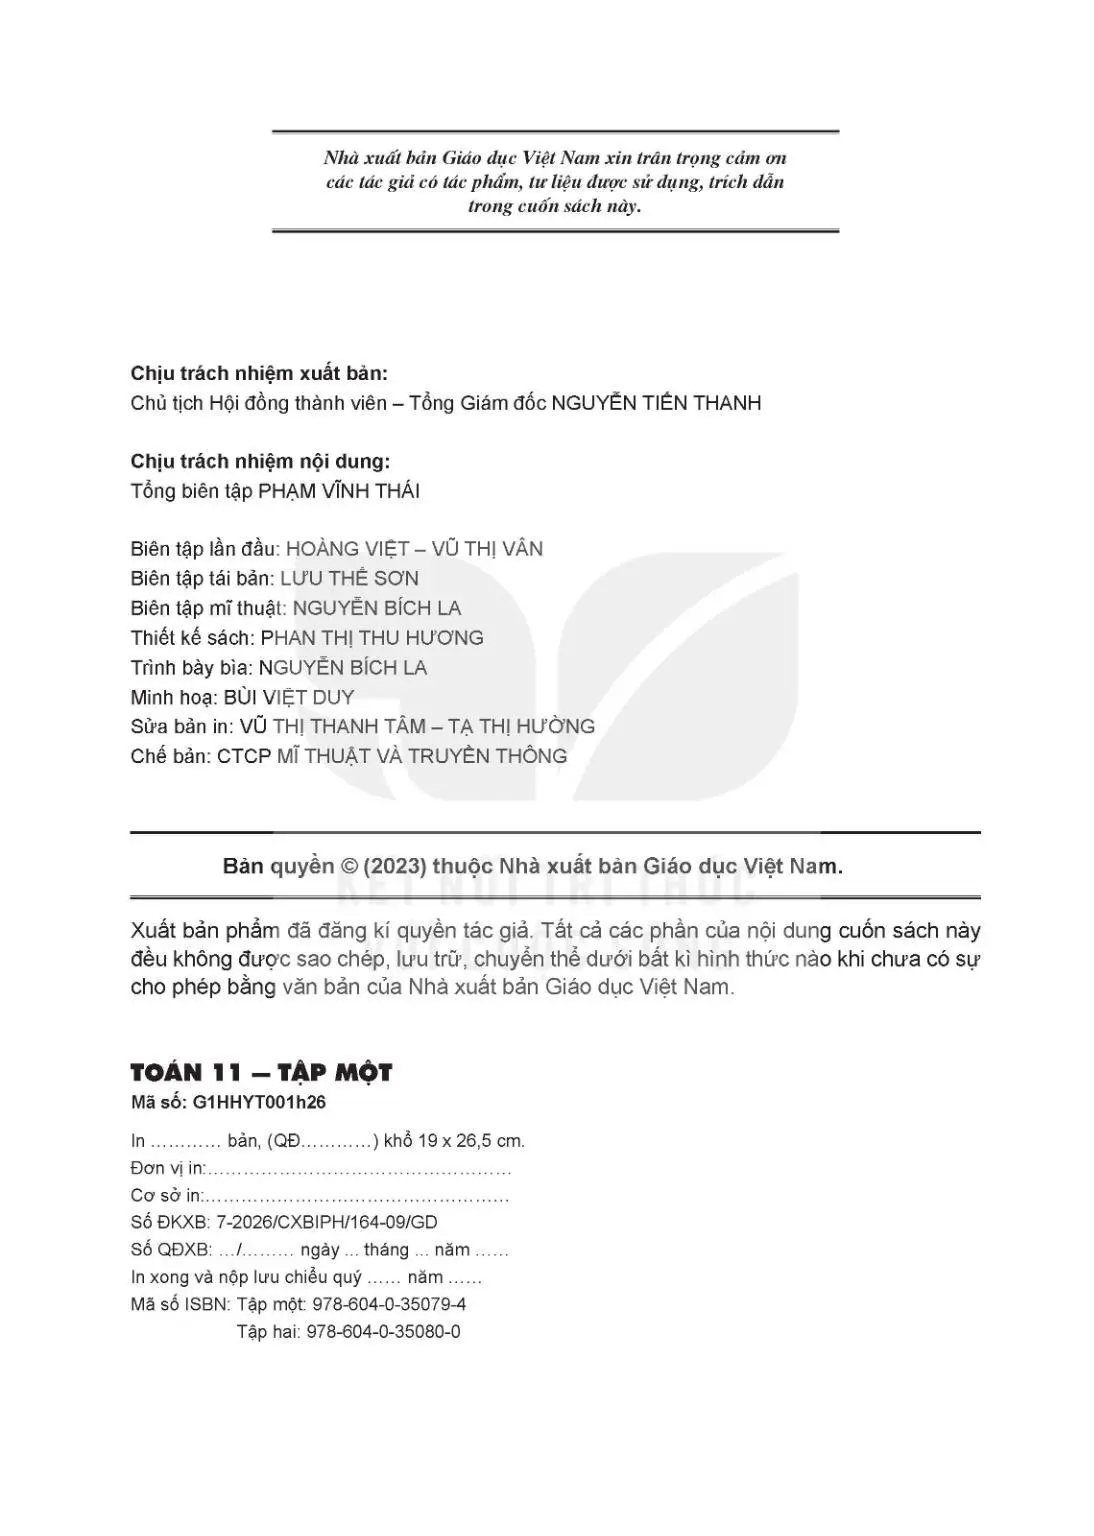 Nhà xuất bản Giáo dục Việt Nam xin trân trọng cảm ơn
các tác giả có tác phẩm, tư liệu được sử dụng, trích dẫn
trong cuốn sách này.
Chịu trách nhiệm xuất bản:
Chủ tịch Hội đồng thành viên – Tổng Giám đốc NGUYỄN TIẾN THANH
Chịu trách nhiệm nội dung:
Tổng biên tập PHẠM VĨNH THÁI
Biên tập lần đầu: HOÀNG VIỆT – VŨ THỊ VÂN
Biên tập tái bản: LƯU THẾ SƠN
Biên tập mĩ thuật: NGUYỄN BÍCH LA
Thiết kế sách: PHAN THỊ THU HƯƠNG
Trình bày bìa: NGUYỄN BÍCH LA
Minh hoạ: BÙI VIỆT DUY
Sửa bản in: VŨ THỊ THANH TÂM – TẠ THỊ HƯỜNG
Chế bản: CTCP MĨ THUẬT VÀ TRUYỀN THÔNG
Bản quyền © (2023) thuộc Nhà xuất bản Giáo dục Việt Nam.
KẾT NỐI TRI THỨC
VỚI CUỘC SỐNG
Xuất bản phẩm đã đăng kí quyền tác giả. Tất cả các phần của nội dung cuốn sách này
đều không được sao chép, lưu trữ, chuyển thể dưới bất kì hình thức nào khi chưa có sự
cho phép bằng văn bản của Nhà xuất bản Giáo dục Việt Nam.
TOÁN 11 – TẬP MỘT
Mã số: G1HHYT001h26
In ………… bản, (QĐ…………) khổ 19 x 26,5 cm.
Đơn vị in:……………………………………………
Cơ sở in:……………………………………………
Số ĐKXB: 7-2026/CXBIPH/164-09/GD
Số QĐXB: …/……… ngày ... tháng ... năm ……
In xong và nộp lưu chiểu quý …… năm ……
Mã số ISBN: Tập một: 978-604-0-35079-4
Tập hai: 978-604-0-35080-0